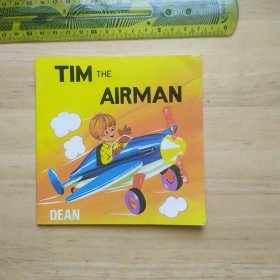 TIM THE
AIRMAN
DEAN